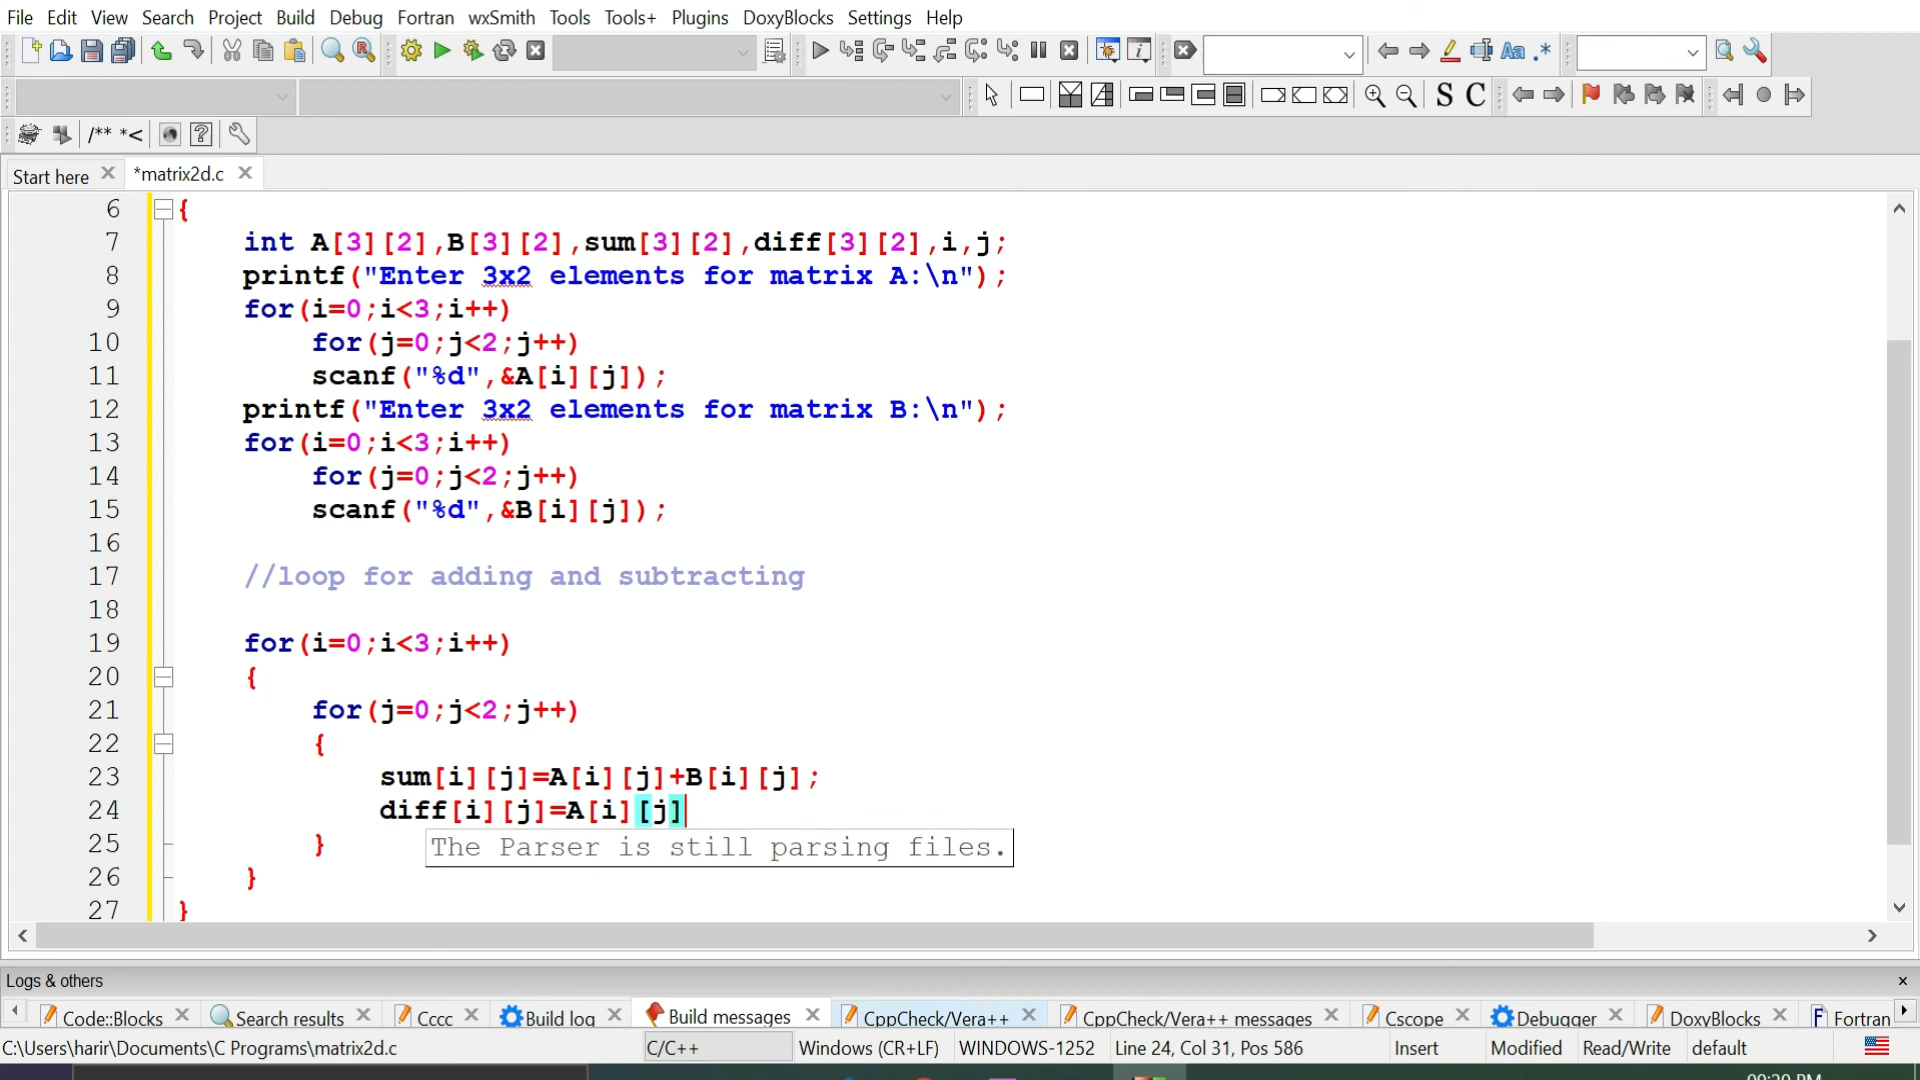 File Edit View Search Project Build Debug Fortran wxSmith Tools Tools+ Plugins DoxyBlocks Settings Help
S C
/** *<
Start here *matrix2d.c
6 {
7 int A[3][2],B[3][2],sum[3][2],diff[3][2],i,j;
8 printf("Enter 3x2 elements for matrix A:\n");
9 for(i=0;i<3;i++)
10 for(j=0;j<2;j++)
11 scanf("%d",&A[i][j]);
12 printf("Enter 3x2 elements for matrix B:\n");
13 for(i=0;i<3;i++)
14 for(j=0;j<2;j++)
15 scanf("%d",&B[i][j]);
16
17 //loop for adding and subtracting
18
19 for(i=0;i<3;i++)
20 {
21 for(j=0;j<2;j++)
22 {
23 sum[i][j]=A[i][j]+B[i][j];
24 diff[i][j]=A[i][j]
25 } The Parser is still parsing files.
26 }
27 }
Logs & others
Code::Blocks Search results Cccc Build log Build messages CppCheck/Vera++ CppCheck/Vera++ messages Cscope Debugger DoxyBlocks Fortran
C:\Users\harir\Documents\C Programs\matrix2d.c C/C++ Windows (CR+LF) WINDOWS-1252 Line 24, Col 31, Pos 586 Insert Modified Read/Write default